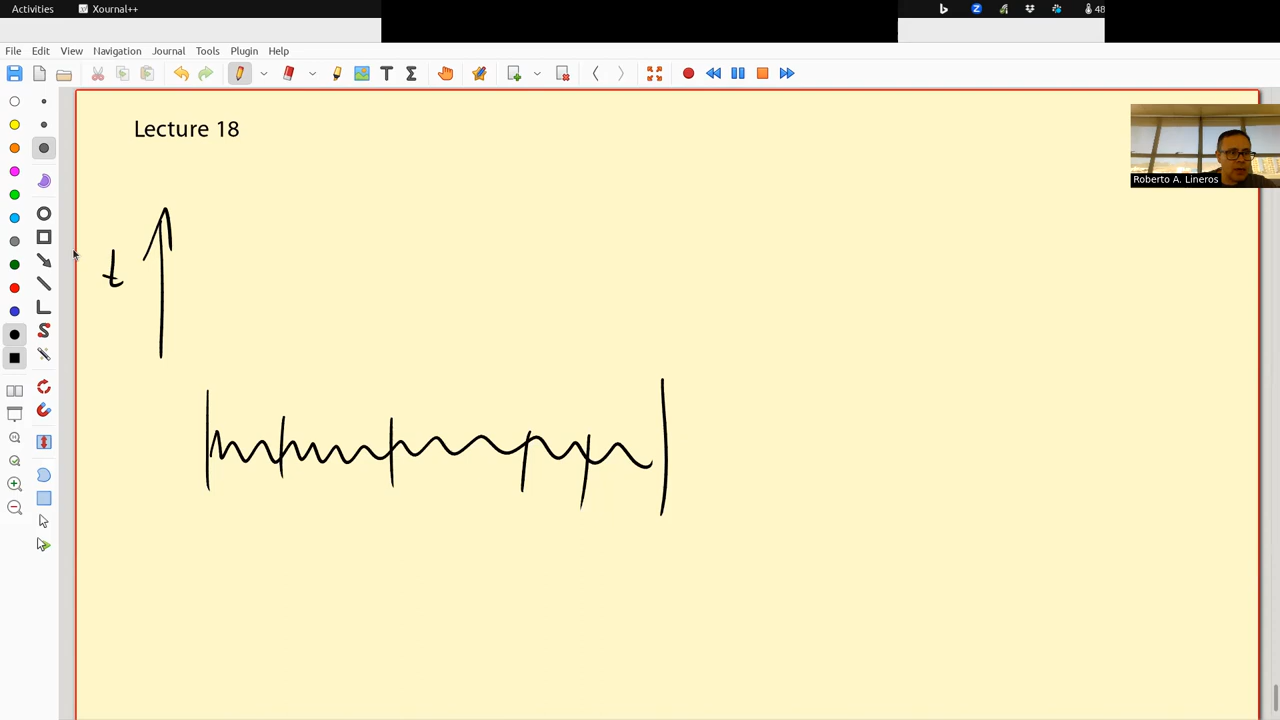 Activities Xournal++ 48
File Edit View Navigation Journal Tools Plugin Help
Lecture 18
Roberto A. Lineros
t